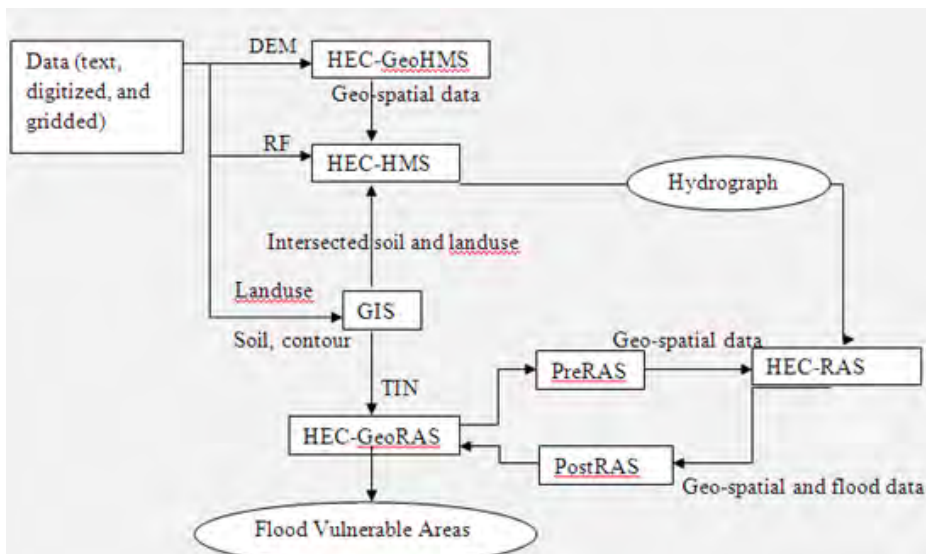 DEM
Data (text,
digitized, and
gridded)
HEC-GeoHMS
Geo-spatial data
RF
HEC-HMS
Hydrograph
Intersected soil and landuse
Landuse
GIS
Soil, contour
Geo-spatial data
PreRAS
HEC-RAS
TIN
HEC-GeoRAS
PostRAS
Geo-spatial and flood data
Flood Vulnerable Areas